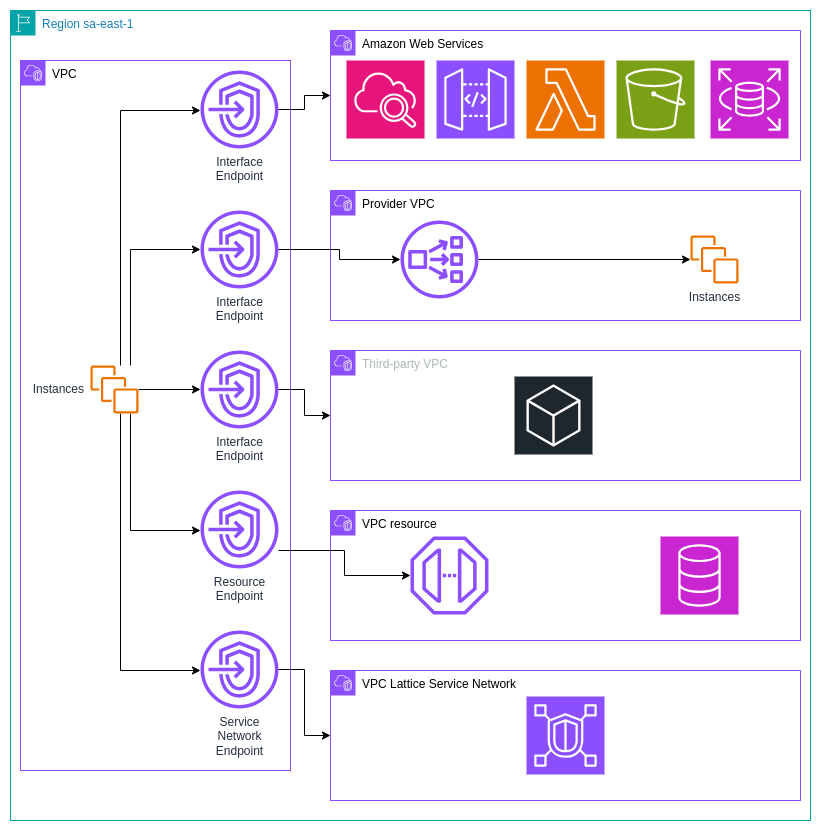 Region sa-east-1
VPC
Amazon Web Services
Interface
Endpoint
Provider VPC
Interface
Endpoint
Instances
Third-party VPC
Instances
Interface
Endpoint
VPC resource
Resource
Endpoint
VPC Lattice Service Network
Service
Network
Endpoint